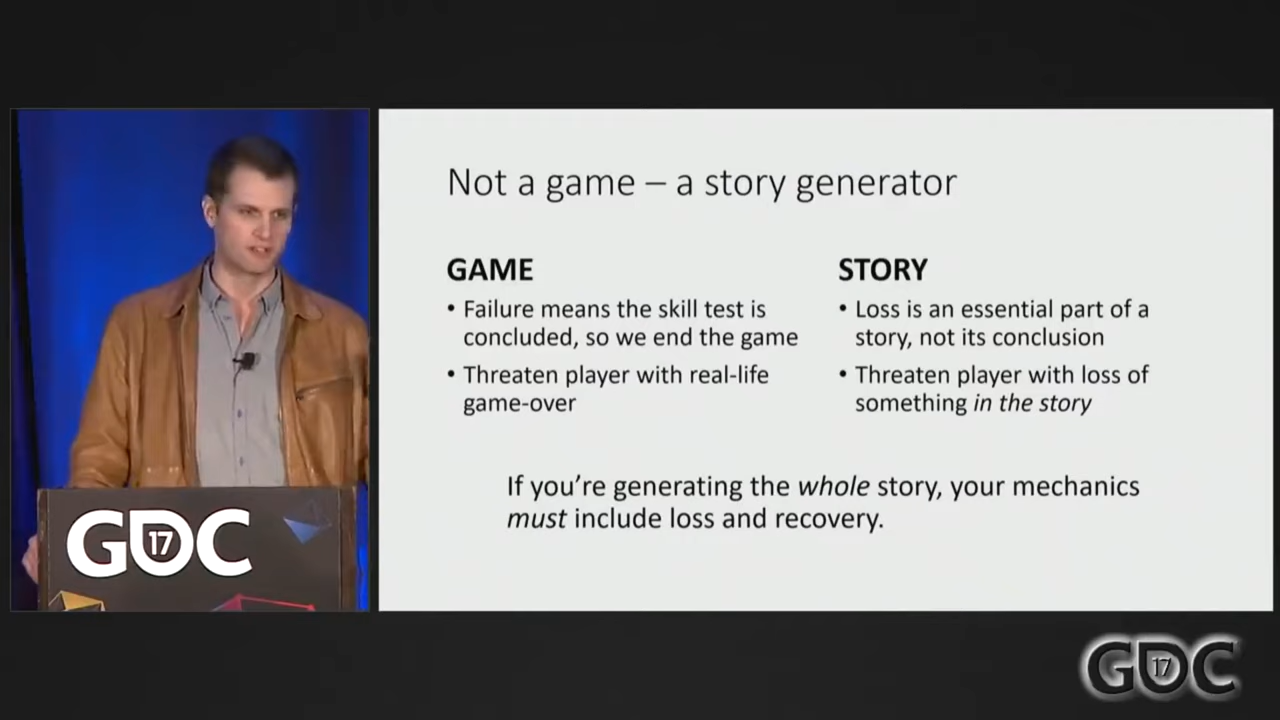 Not a game – a story generator
GAME
• Failure means the skill test is
concluded, so we end the game
• Threaten player with real-life
game-over
STORY
• Loss is an essential part of a
story, not its conclusion
• Threaten player with loss of
something in the story
If you're generating the whole story, your mechanics
must include loss and recovery.
GDC 17
GDC 17